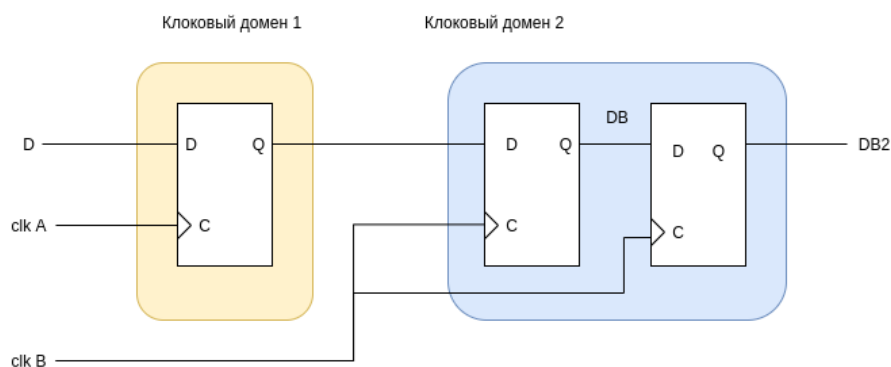 Клоковый домен 1
Клоковый домен 2
DB
D
D
Q
D
Q
D
Q
DB2
clk A
C
C
C
clk B